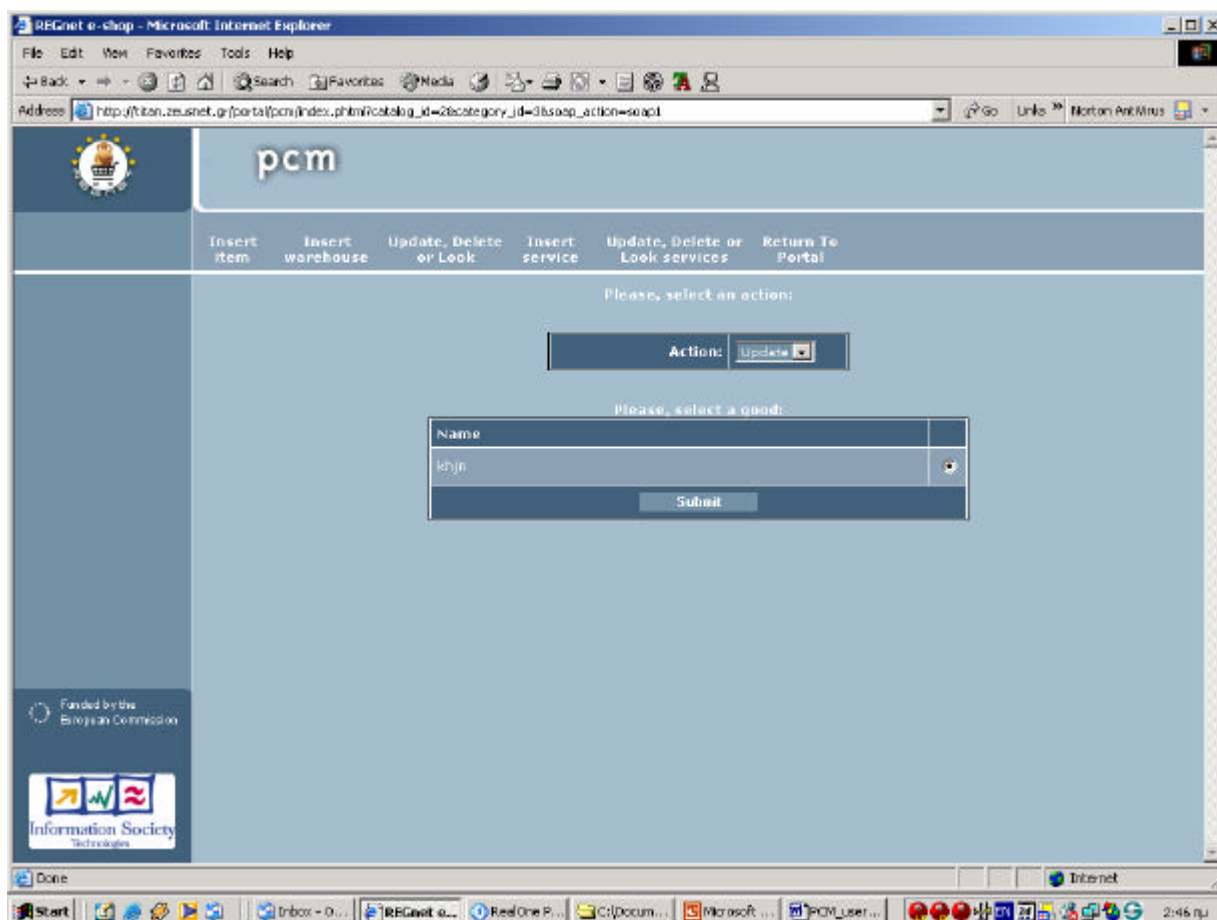 REGnet e-shop - Microsoft Internet Explorer
File Edit View Favorites Tools Help
Back Search Favorites Media
Address http://titan.zeusnet.gr/portal/pcm/index.phtml?catalog_id=2&category_id=3&soap_action=soap1 Go Links » Norton AntiVirus
pcm
Insert item
Insert warehouse
Update, Delete or Look
Insert service
Update, Delete or Look services
Return To Portal
Please, select an action:
Action: Update
Please, select a good:
Name
khjn
Submit
Funded by the
European Commission
Information Society
Technologies
Done Internet
Start Inbox - O... REGnet e... RealOne P... C:\Docum... Microsoft ... PCM_user... 2:46 πμ